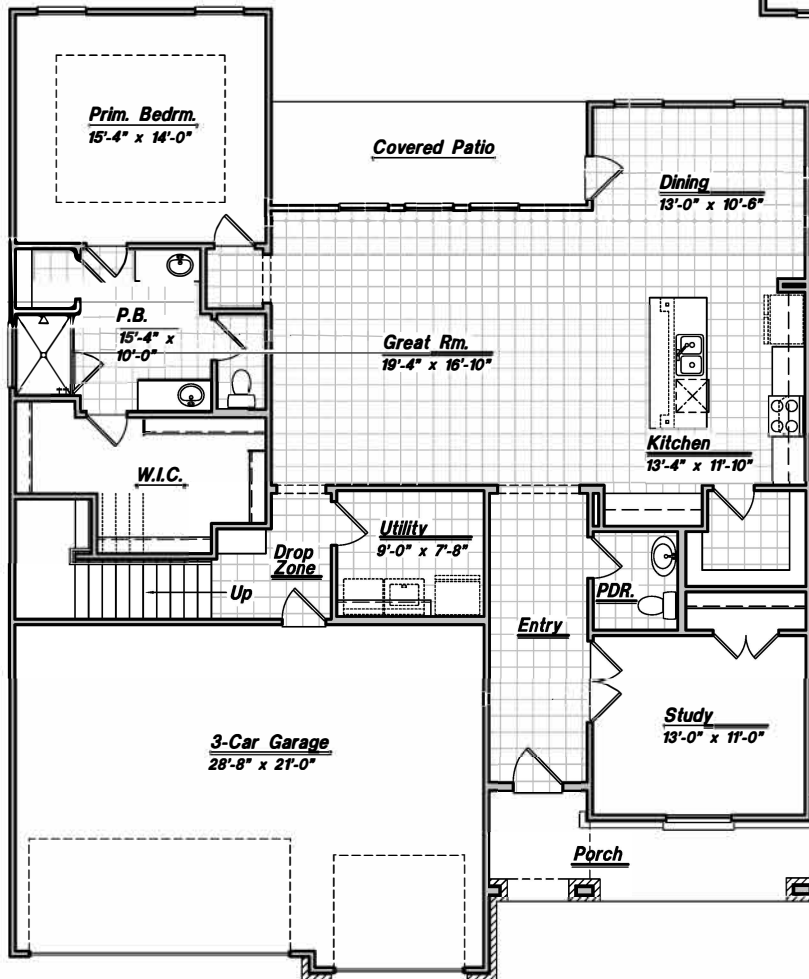 Prim. Bedrm.
15'-4" x 14'-0"
Covered Patio
Dining
13'-0" x 10'-6"
P.B.
15'-4" x
10'-0"
Great Rm.
19'-4" x 16'-10"
Kitchen
13'-4" x 11'-10"
W.I.C.
Utility
9'-0" x 7'-8"
Drop
Zone
Up
PDR.
Entry
Study
13'-0" x 11'-0"
3-Car Garage
28'-8" x 21'-0"
Porch